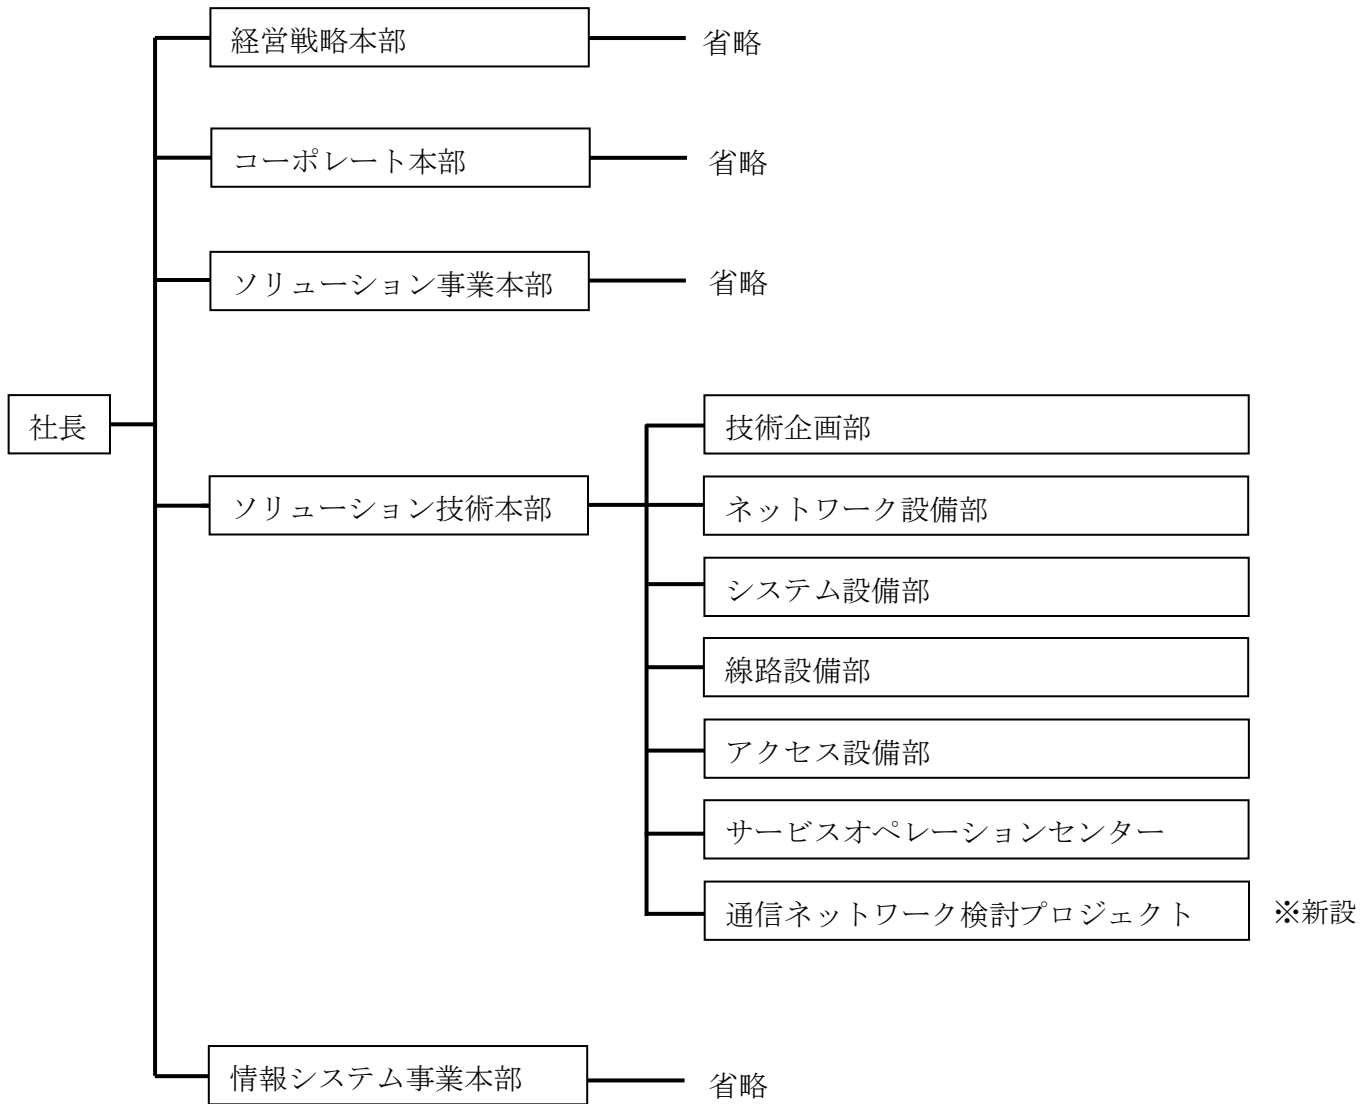 経営戦略本部
省略
コーポレート本部
省略
ソリューション事業本部
省略
社長
ソリューション技術本部
技術企画部
ネットワーク設備部
システム設備部
線路設備部
アクセス設備部
サービスオペレーションセンター
通信ネットワーク検討プロジェクト
※新設
情報システム事業本部
省略